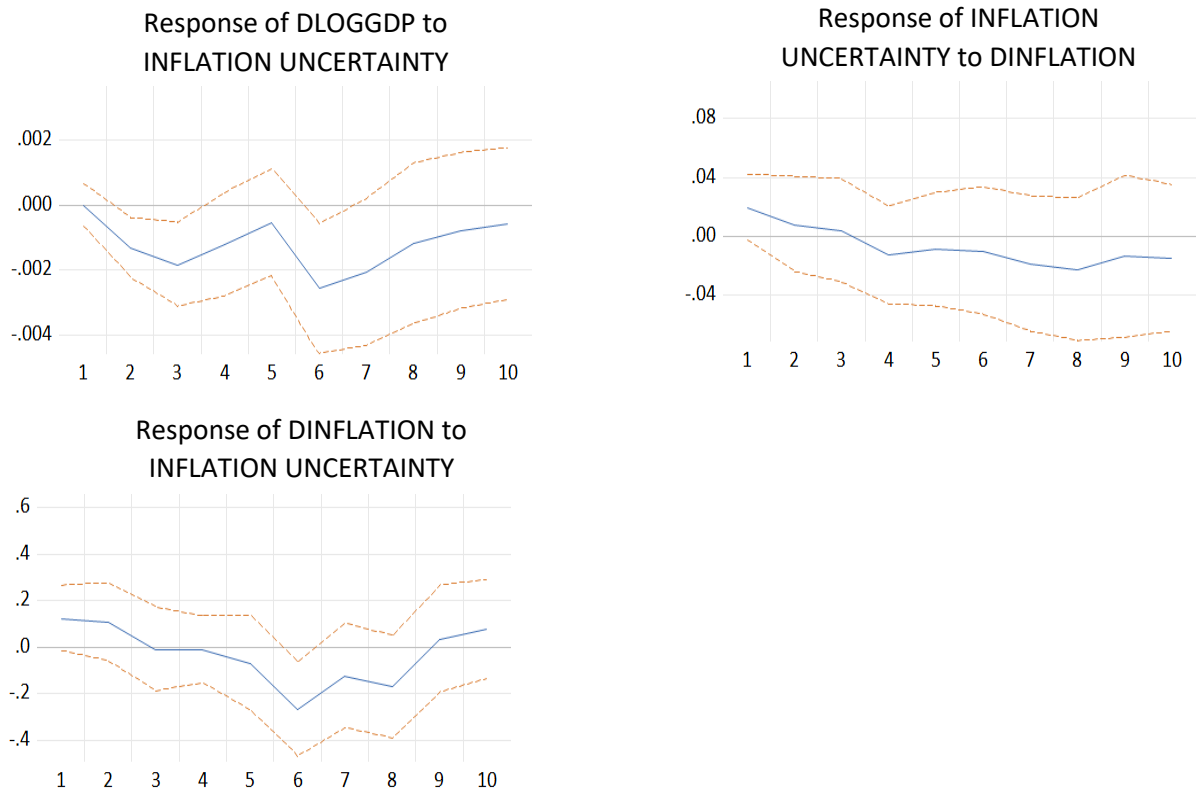 Response of DLOGGDP to
INFLATION UNCERTAINTY
.002
.000
-.002
-.004
1 2 3 4 5 6 7 8 9 10
Response of INFLATION
UNCERTAINTY to DINFLATION
.08
.04
.00
-.04
1 2 3 4 5 6 7 8 9 10
Response of DINFLATION to
INFLATION UNCERTAINTY
.6
.4
.2
.0
-.2
-.4
1 2 3 4 5 6 7 8 9 10